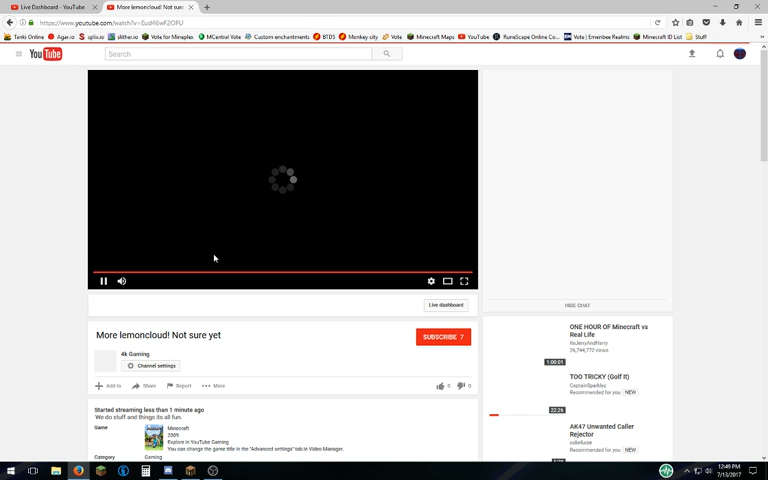 Live Dashboard - YouTube
More lemoncloud! Not sure
https://www.youtube.com/watch?v=Eud46wF2OFU
Tanki Online Agar.io splix.io slither.io Vote for Mineplex MCentral Vote Custom enchantments BTD5 Monkey city Vote Minecraft Maps YouTube RuneScape Online Co... Vote | Emenbee Realms Minecraft ID List Stuff
YouTube
Search
Live dashboard
HIDE CHAT
More lemoncloud! Not sure yet
SUBSCRIBE 7
4k Gaming
Channel settings
Add to Share Report More 0 0
Started streaming less than 1 minute ago
We do stuff and things its all fun.
Game Minecraft
2009
Explore in YouTube Gaming
You can change the game title in the "Advanced settings" tab in Video Manager.
Category Gaming
ONE HOUR OF Minecraft vs
Real Life
ItsJerryAndHarry
26,744,772 views
1:00:01
TOO TRICKY (Golf It)
CaptainSparklez
Recommended for you NEW
22:26
AK47 Unwanted Caller
Rejector
colinfurze
Recommended for you NEW
12:49 PM
7/13/2017